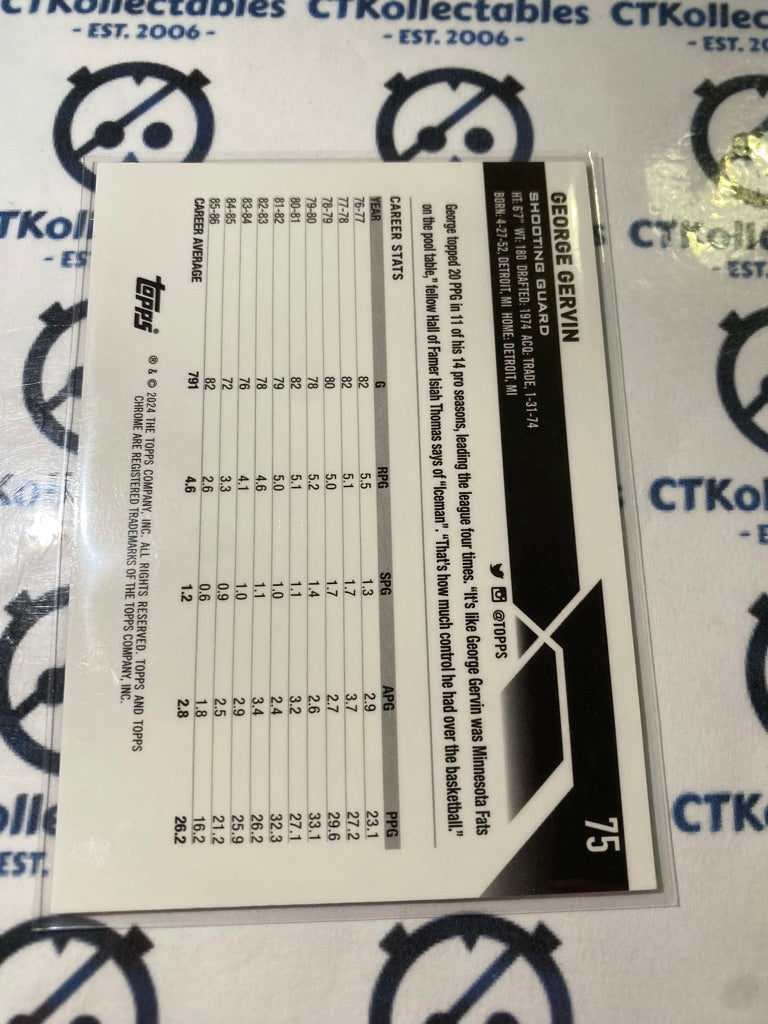 CTKollectables CTKollectables CTKollec
- EST. 2006 - - EST. 2006 - - EST. 20
75
GEORGE GERVIN
SHOOTING GUARD
HT: 6'7" WT: 180 DRAFTED: 1974 ACQ: TRADE, 1-31-74
BORN: 4-27-52, DETROIT, MI HOME: DETROIT, MI
@TOPPS
George topped 20 PPG in 11 of his 14 pro seasons, leading the league four times. "It's like George Gervin was Minnesota Fats
on the pool table," fellow Hall of Famer Isiah Thomas says of "Iceman". "That's how much control he had over the basketball."
CAREER STATS
YEAR G RPG SPG APG PPG
76-77 82 5.5 1.3 2.9 23.1
77-78 82 5.1 1.7 3.7 27.2
78-79 80 5.0 1.7 2.7 29.6
79-80 78 5.2 1.4 2.6 33.1
80-81 82 5.1 1.1 3.2 27.1
81-82 79 5.0 1.0 2.4 32.3
82-83 78 4.6 1.1 3.4 26.2
83-84 76 4.1 1.0 2.9 25.9
84-85 72 3.3 0.9 2.5 21.2
85-86 82 2.6 0.6 1.8 16.2
CAREER AVERAGE 791 4.6 1.2 2.8 26.2
topps®
® & © 2024 THE TOPPS COMPANY, INC. ALL RIGHTS RESERVED. TOPPS AND TOPPS
CHROME ARE REGISTERED TRADEMARKS OF THE TOPPS COMPANY, INC.